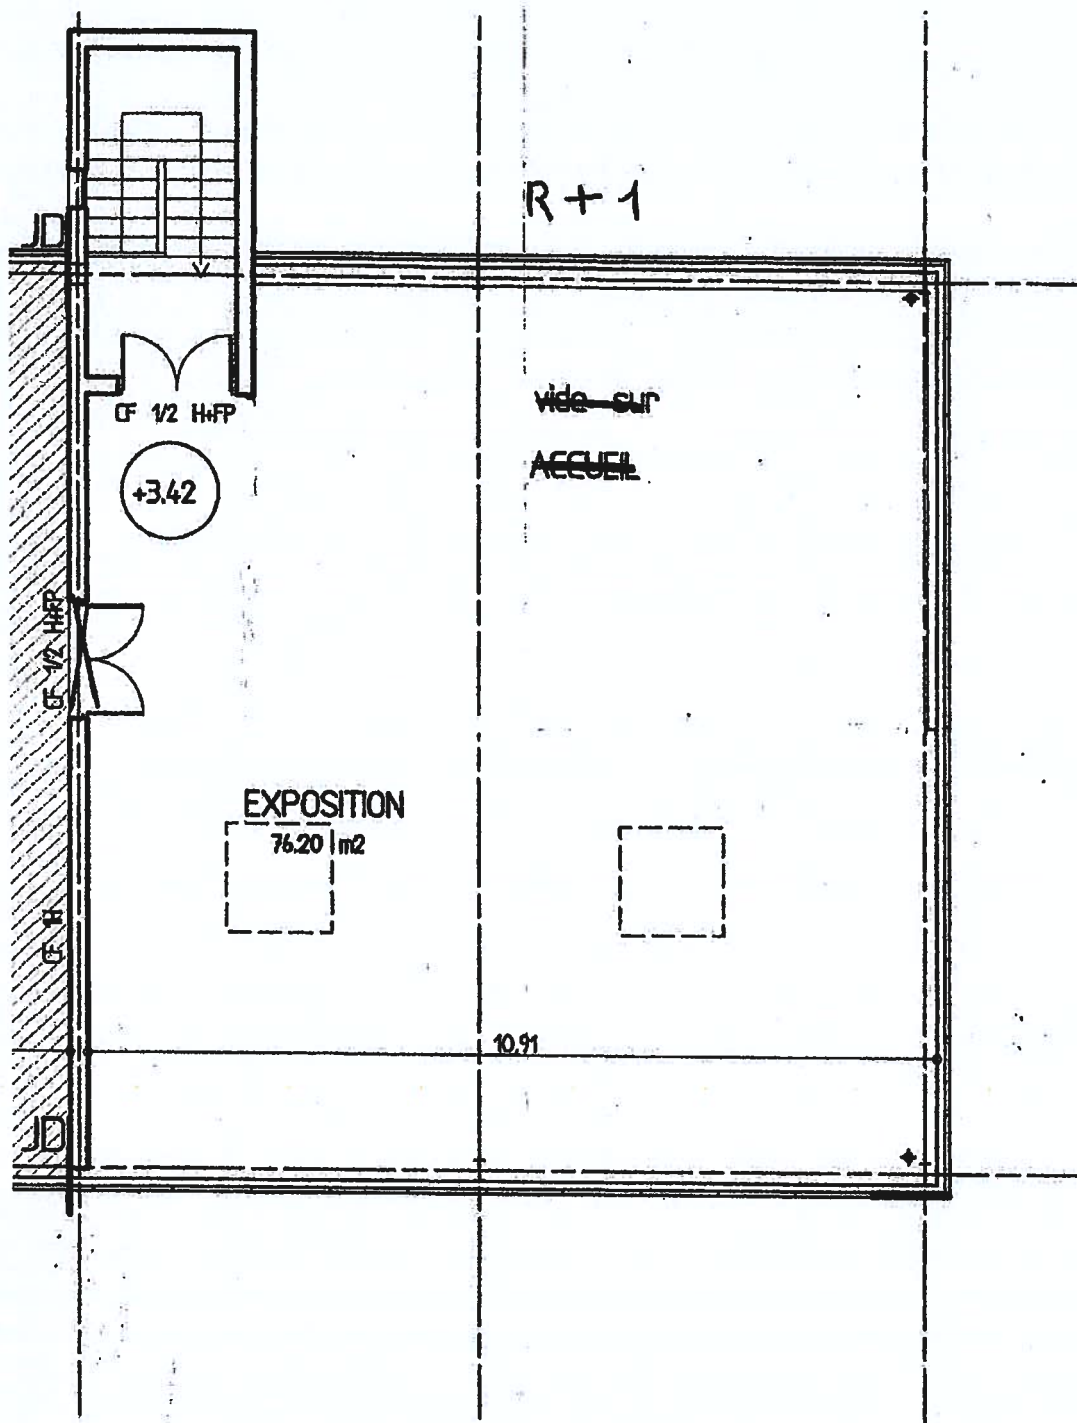 R + 1
JD
vide sur
CF 1/2 H+FP
ACCUEIL
+3.42
CF 1/2 H+FP
EXPOSITION
76.20 m2
CF 1H
10.91
JD